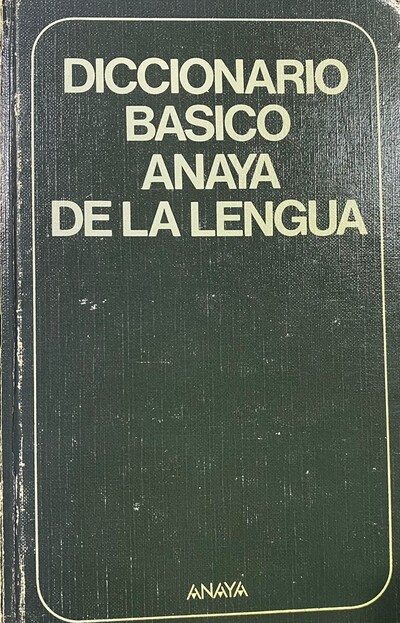 DICCIONARIO
BASICO
ANAYA
DE LA LENGUA
ANAYA